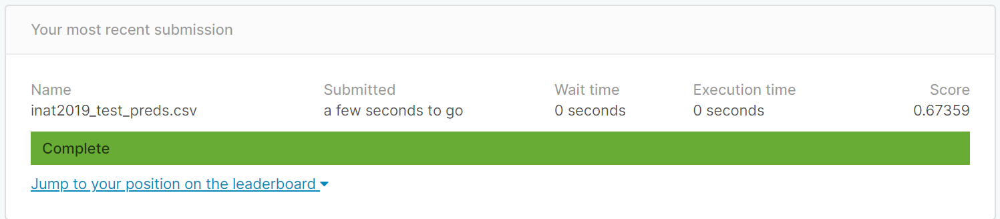 Your most recent submission
Name Submitted Wait time Execution time Score
inat2019_test_preds.csv a few seconds to go 0 seconds 0 seconds 0.67359
Complete
Jump to your position on the leaderboard